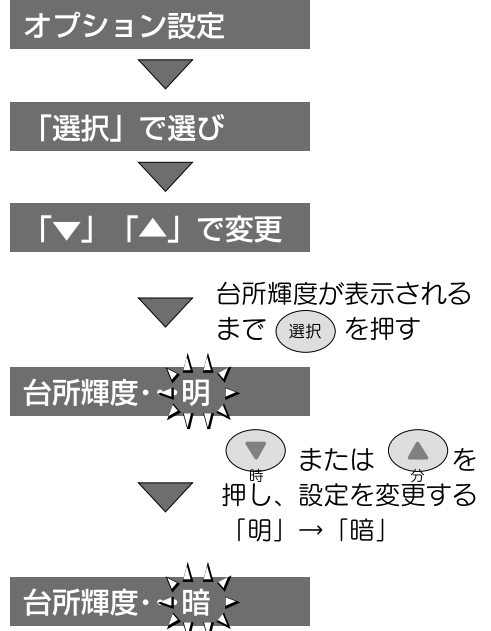 オプション設定
「選択」で選び
「▼」「▲」で変更
台所輝度が表示される
まで 選択 を押す
台所輝度･･明
▼ または ▲ を
時 分
押し、設定を変更する
「明」→「暗」
台所輝度･･暗